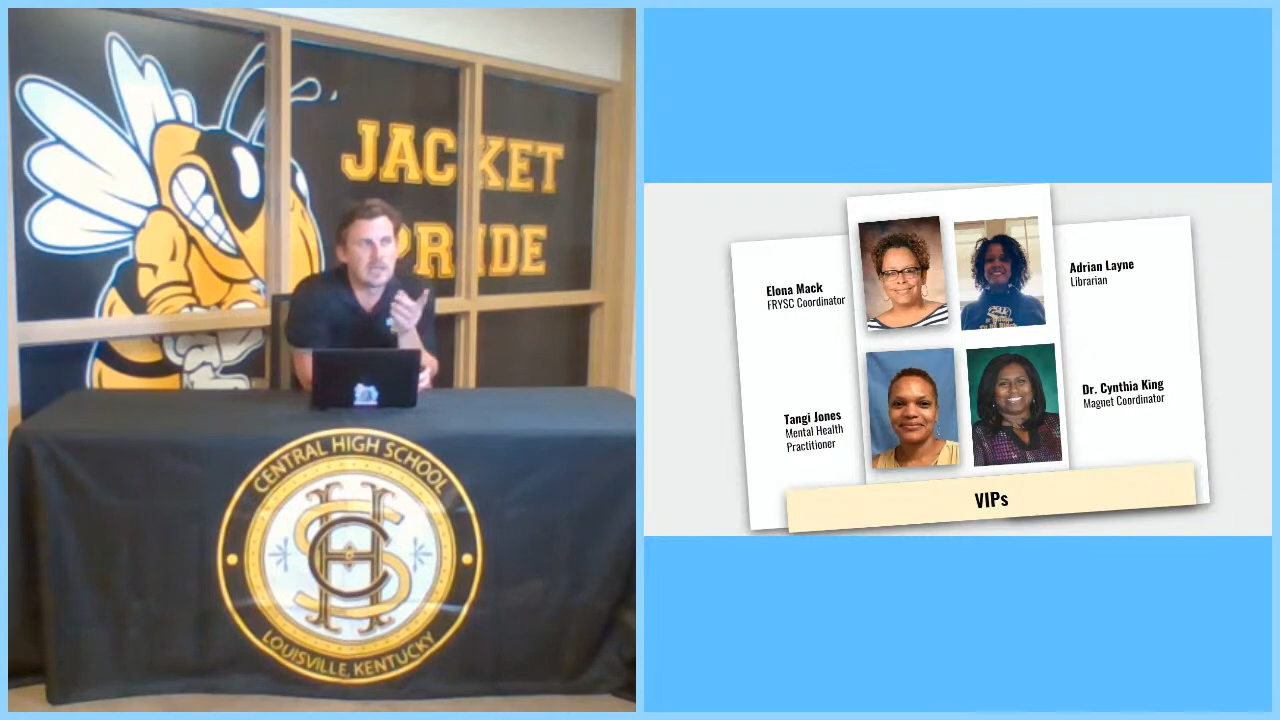 JACKET
PRIDE
CENTRAL HIGH SCHOOL
CHS
LOUISVILLE, KENTUCKY
Elona Mack
FRYSC Coordinator
Adrian Layne
Librarian
Tangi Jones
Mental Health
Practitioner
Dr. Cynthia King
Magnet Coordinator
VIPs